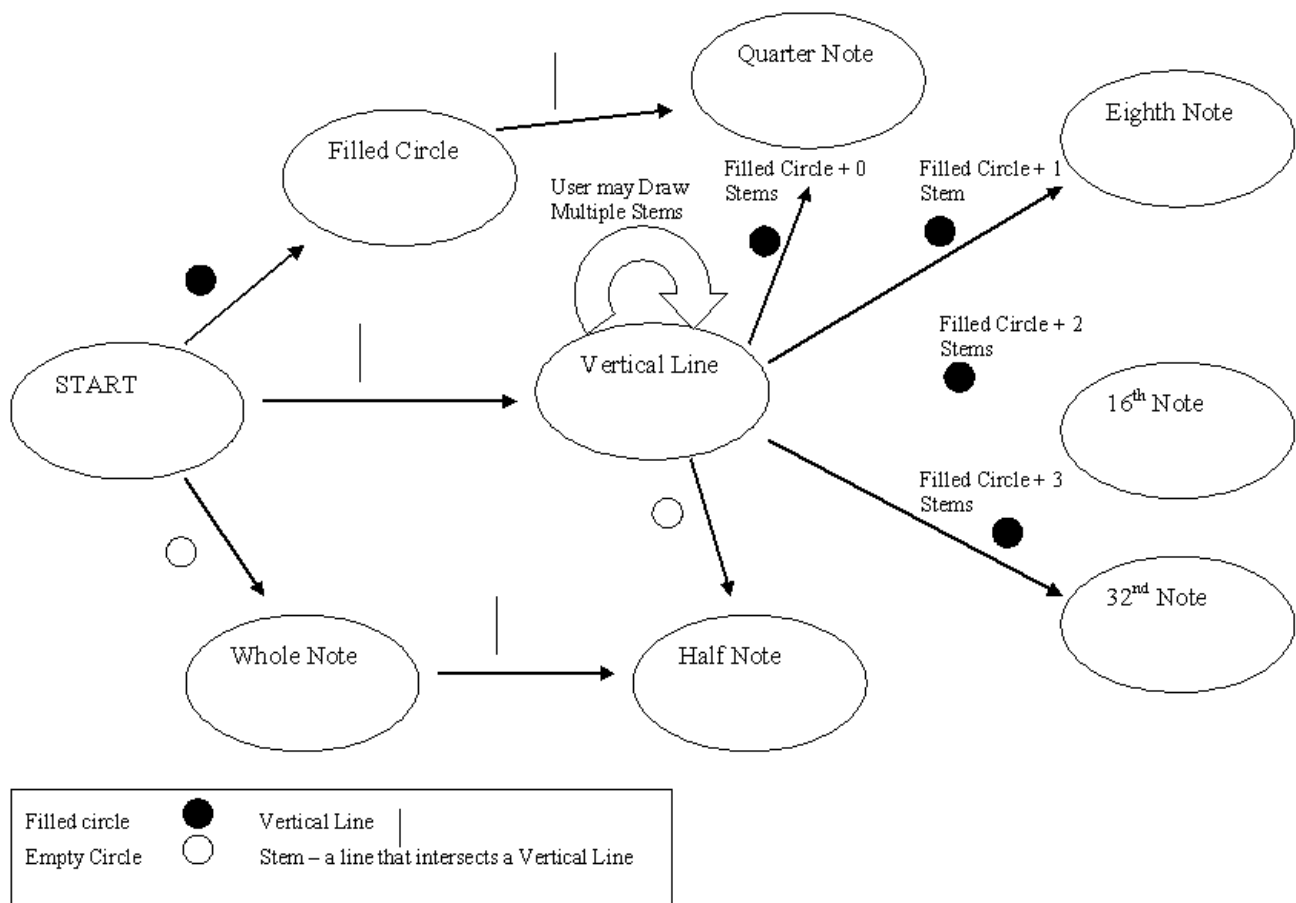 Quarter Note
Eighth Note
Filled Circle
Filled Circle + 0
Stems
Filled Circle + 1
Stem
User may Draw
Multiple Stems
Filled Circle + 2
Stems
START
Vertical Line
16th Note
Filled Circle + 3
Stems
32nd Note
Whole Note
Half Note
Filled circle
Vertical Line
Empty Circle
Stem – a line that intersects a Vertical Line